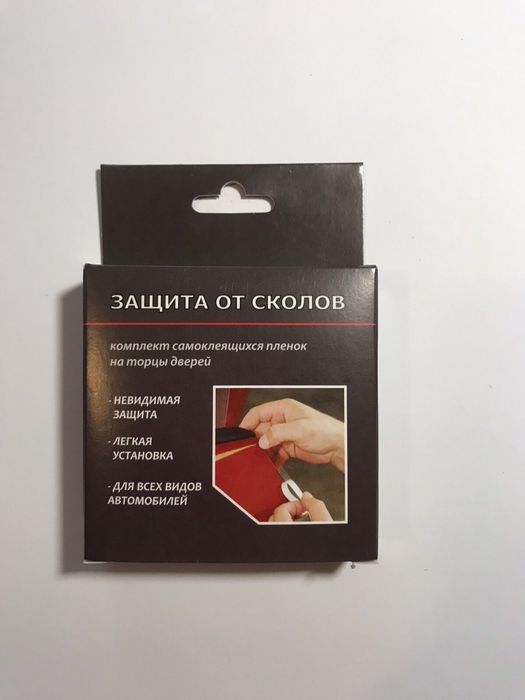 ЗАЩИТА ОТ СКОЛОВ
комплект самоклеящихся пленок
на торцы дверей
- НЕВИДИМАЯ
ЗАЩИТА
- ЛЕГКАЯ
УСТАНОВКА
- ДЛЯ ВСЕХ ВИДОВ
АВТОМОБИЛЕЙ